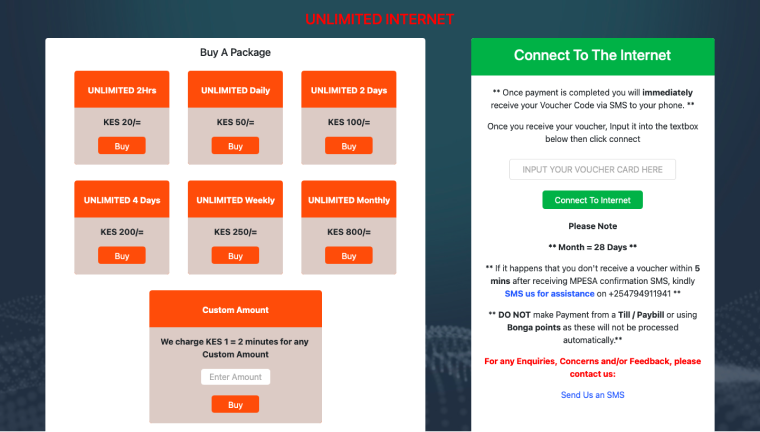 UNLIMITED INTERNET
Buy A Package
UNLIMITED 2Hrs
KES 20/=
Buy
UNLIMITED Daily
KES 50/=
Buy
UNLIMITED 2 Days
KES 100/=
Buy
UNLIMITED 4 Days
KES 200/=
Buy
UNLIMITED Weekly
KES 250/=
Buy
UNLIMITED Monthly
KES 800/=
Buy
Custom Amount
We charge KES 1 = 2 minutes for any
Custom Amount
Enter Amount
Buy
Connect To The Internet
** Once payment is completed you will immediately
receive your Voucher Code via SMS to your phone. **
Once you receive your voucher, Input it into the textbox
below then click connect
INPUT YOUR VOUCHER CARD HERE
Connect To Internet
Please Note
** Month = 28 Days **
** If it happens that you don't receive a voucher within 5
mins after receiving MPESA confirmation SMS, kindly
SMS us for assistance on +254794911941 **
** DO NOT make Payment from a Till / Paybill or using
Bonga points as these will not be processed
automatically.**
For any Enquiries, Concerns and/or Feedback, please
contact us:
Send Us an SMS